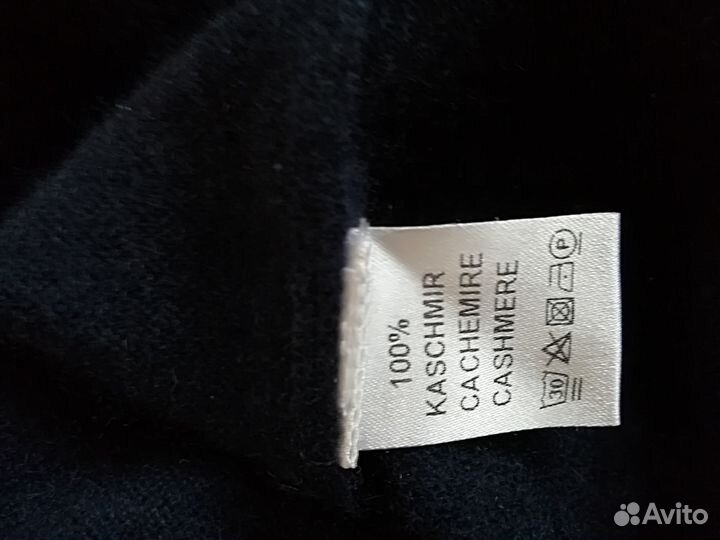 100%
KASCHMIR
CACHEMIRE
CASHMERE
30 P
Avito